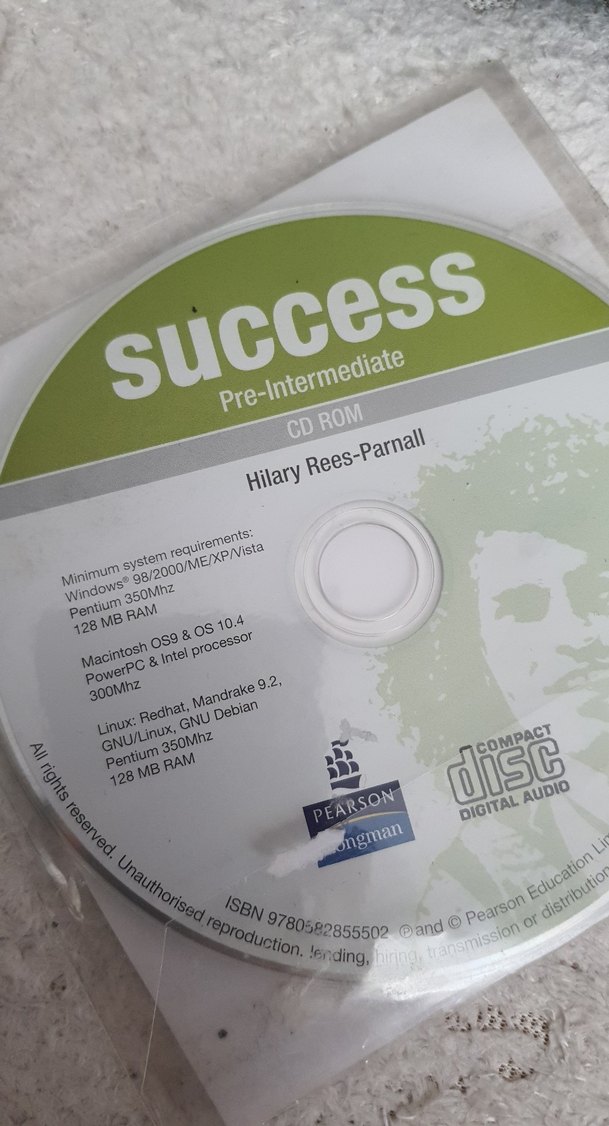 success
Pre-Intermediate
CD ROM
Hilary Rees-Parnall
Minimum system requirements:
Windows® 98/2000/ME/XP/Vista
Pentium 350Mhz
128 MB RAM
Macintosh OS9 & OS 10.4
PowerPC & Intel processor
300Mhz
Linux: Redhat, Mandrake 9.2,
GNU/Linux, GNU Debian
Pentium 350Mhz
128 MB RAM
PEARSON
Longman
COMPACT
disc
DIGITAL AUDIO
ISBN 9780582855502 ℗ and © Pearson Education
All rights reserved. Unauthorised reproduction. lending, hiring, transmission or distribution